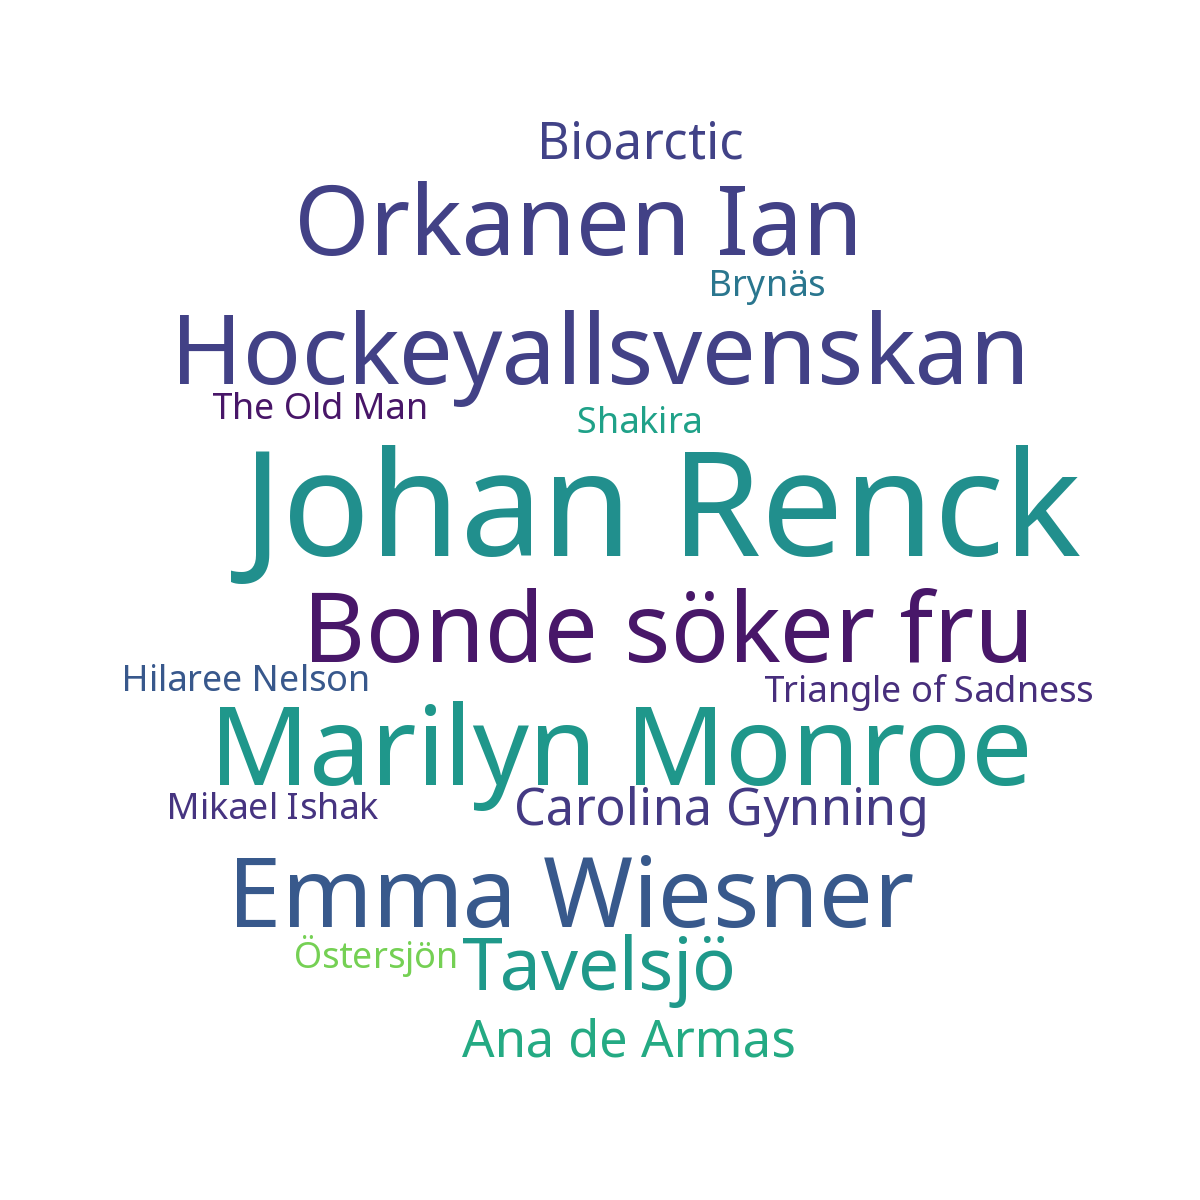 Bioarctic
Orkanen Ian
Brynäs
Hockeyallsvenskan
The Old Man
Shakira
Johan Renck
Bonde söker fru
Hilaree Nelson
Triangle of Sadness
Marilyn Monroe
Mikael Ishak
Carolina Gynning
Emma Wiesner
Östersjön
Tavelsjö
Ana de Armas